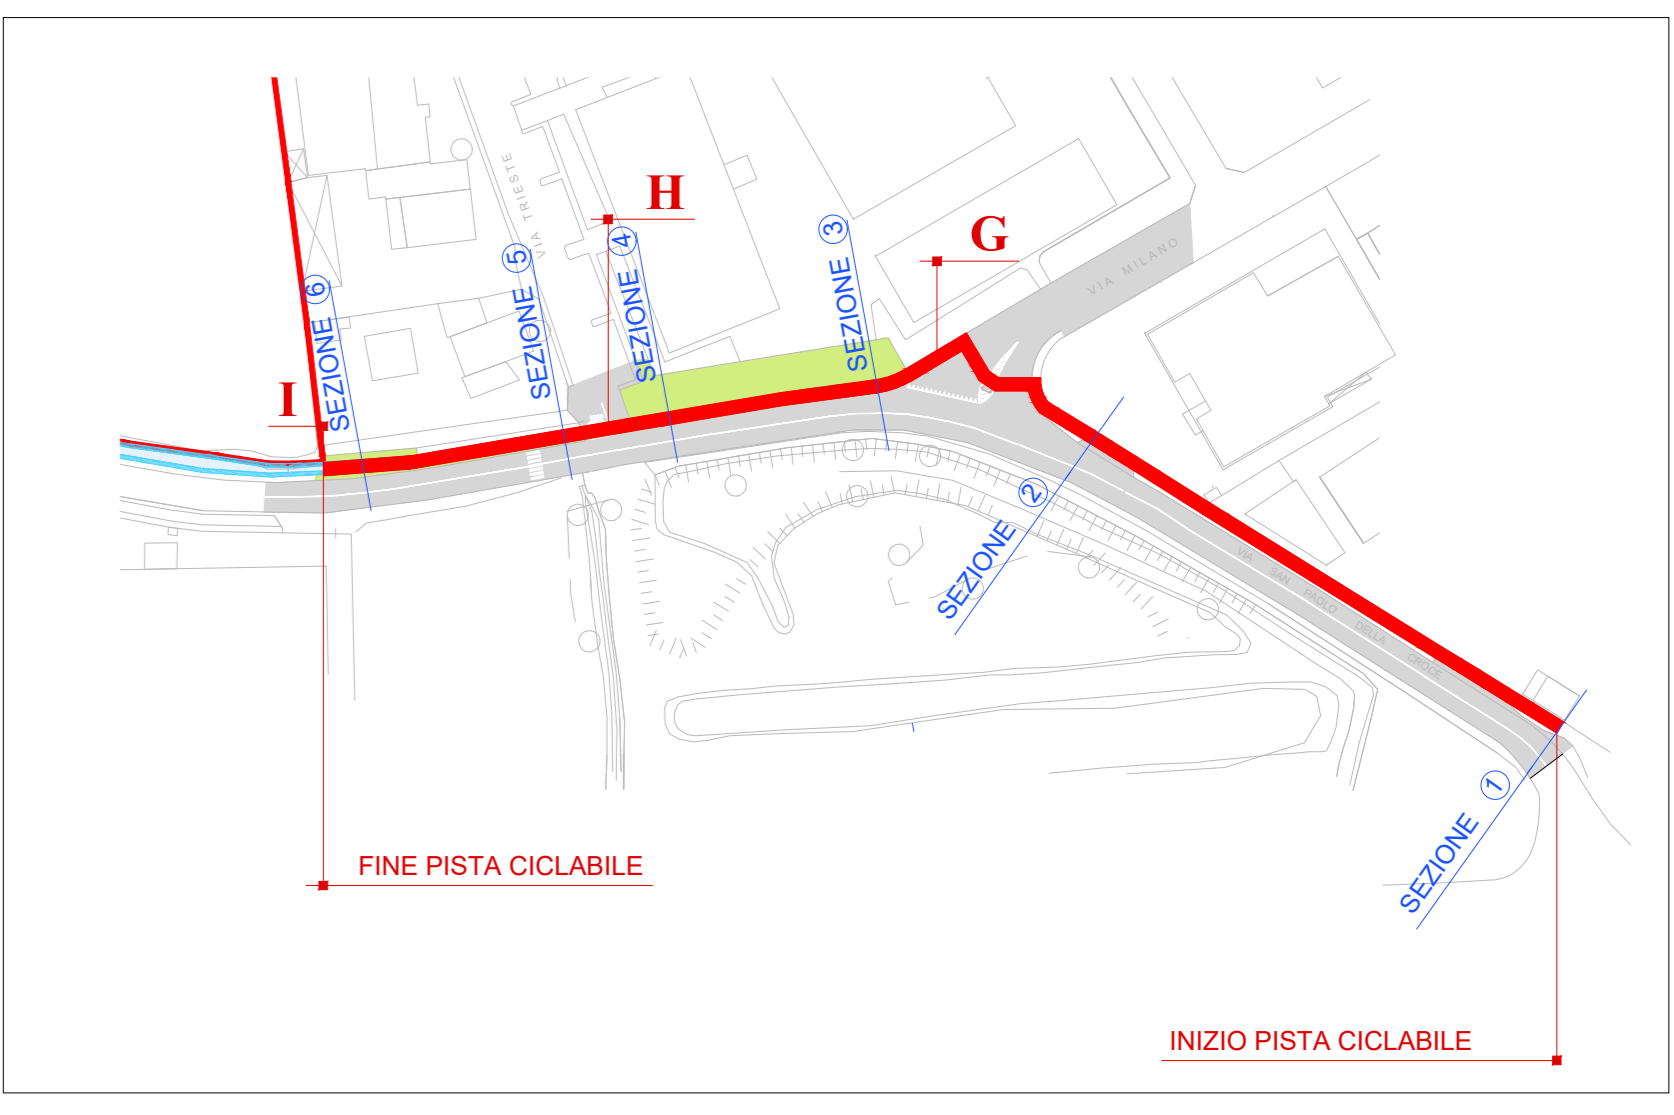 VIA TRIESTE
H
G
I
VIA MILANO
SEZIONE 6
SEZIONE 5
SEZIONE 4
SEZIONE 3
SEZIONE 2
VIA SAN PAOLO DELLA CROCE
SEZIONE 1
FINE PISTA CICLABILE
INIZIO PISTA CICLABILE